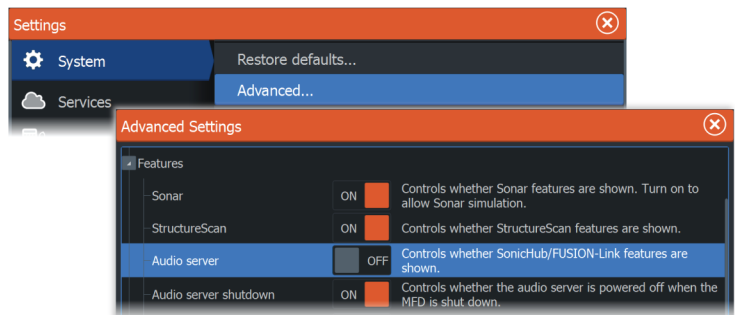 Settings
System
Restore defaults...
Advanced...
Services
Advanced Settings
Features
Sonar
ON
Controls whether Sonar features are shown. Turn on to
allow Sonar simulation.
StructureScan
ON
Controls whether StructureScan features are shown.
Audio server
OFF
Controls whether SonicHub/FUSION-Link features are
shown.
Audio server shutdown
ON
Controls whether the audio server is powered off when the
MFD is shut down.